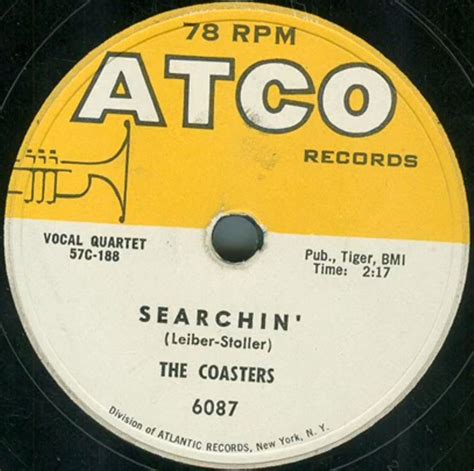 78 RPM
ATCO
RECORDS
VOCAL QUARTET
57C-188
Pub., Tiger, BMI
Time: 2:17
SEARCHIN'
(Leiber-Stoller)
THE COASTERS
6087
Division of ATLANTIC RECORDS, New York, N. Y.